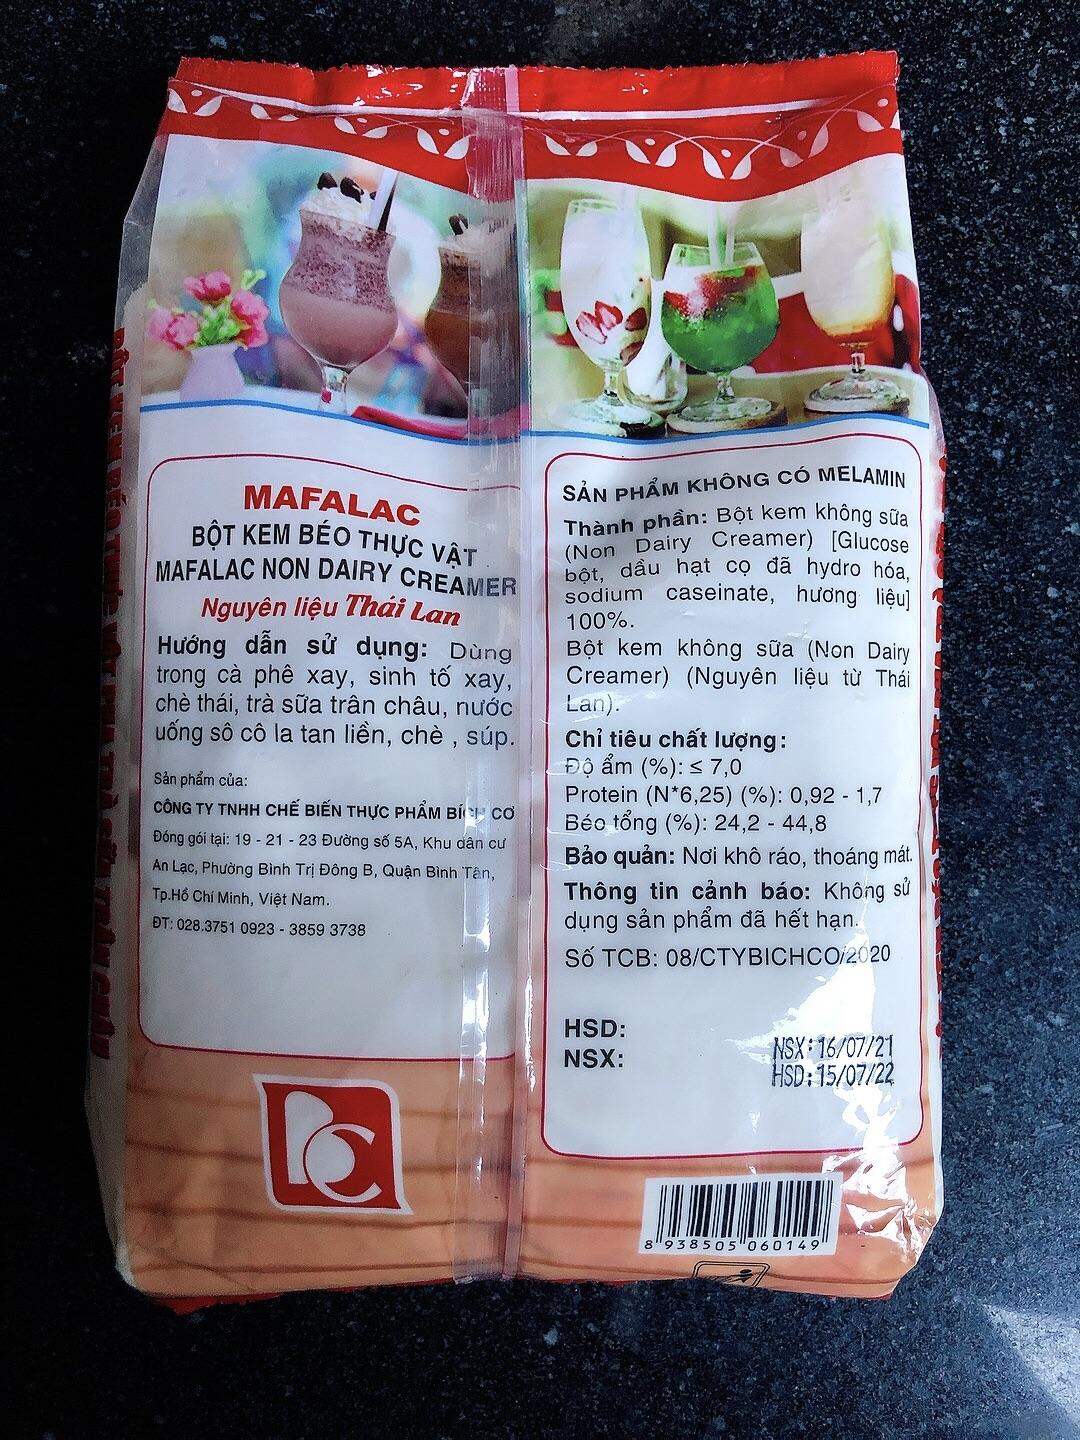 MAFALAC
BỘT KEM BÉO THỰC VẬT
MAFALAC NON DAIRY CREAMER
Nguyên liệu Thái Lan
Hướng dẫn sử dụng: Dùng
trong cà phê xay, sinh tố xay,
chè thái, trà sữa trân châu, nước
uống sô cô la tan liền, chè , súp.
Sản phẩm của:
CÔNG TY TNHH CHẾ BIẾN THỰC PHẨM BÍCH CƠ
Đóng gói tại: 19 - 21 - 23 Đường số 5A, Khu dân cư
An Lạc, Phường Bình Trị Đông B, Quận Bình Tân,
Tp.Hồ Chí Minh, Việt Nam.
ĐT: 028.3751 0923 - 3859 3738
SẢN PHẨM KHÔNG CÓ MELAMIN
Thành phần: Bột kem không sữa
(Non Dairy Creamer) [Glucose
bột, dầu hạt cọ đã hydro hóa,
sodium caseinate, hương liệu]
100%.
Bột kem không sữa (Non Dairy
Creamer) (Nguyên liệu từ Thái
Lan).
Chỉ tiêu chất lượng:
Độ ẩm (%): ≤ 7,0
Protein (N*6,25) (%): 0,92 - 1,7
Béo tổng (%): 24,2 - 44,8
Bảo quản: Nơi khô ráo, thoáng mát.
Thông tin cảnh báo: Không sử
dụng sản phẩm đã hết hạn.
Số TCB: 08/CTYBICHCO/2020
HSD:
NSX:
NSX: 16/07/21
HSD: 15/07/22
BC
8 938505 060149